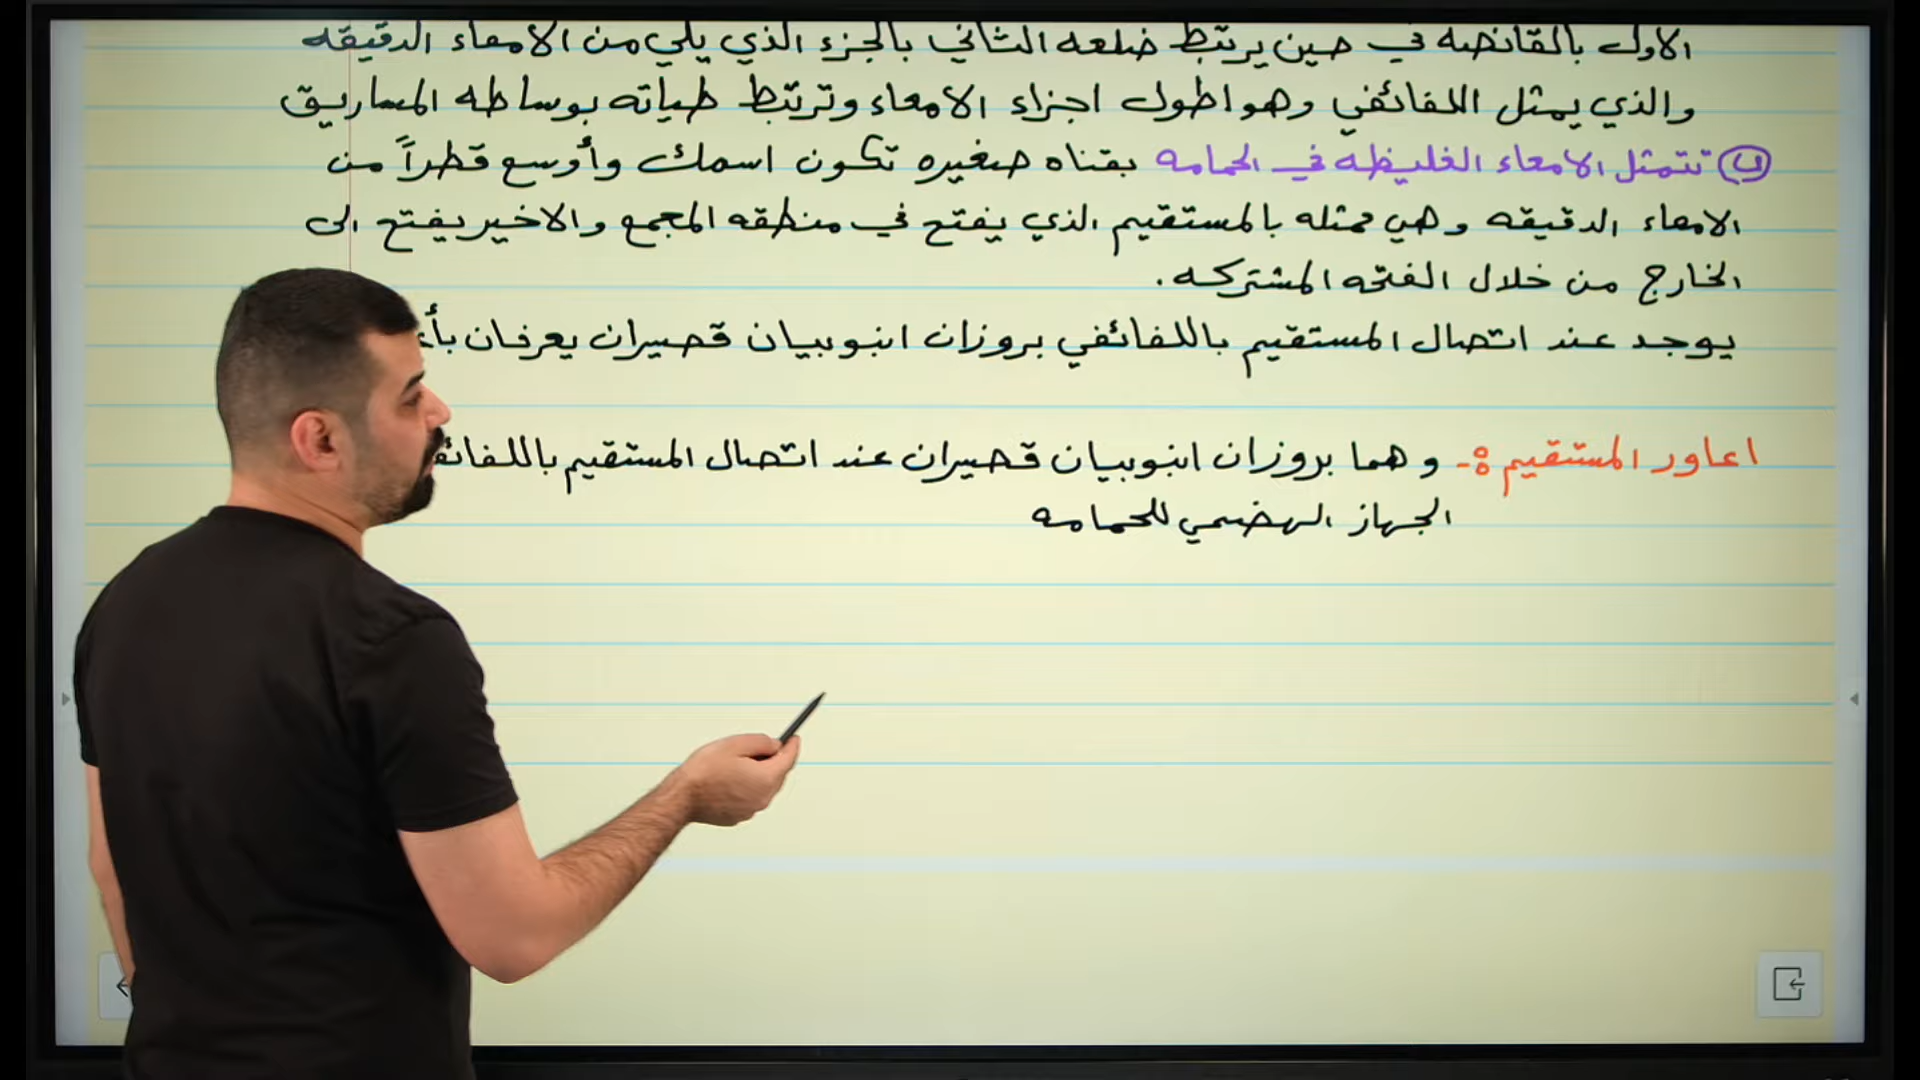 الاول بالقانصه في حين يرتبط ضلعه الثاني بالجزء الذي يلي من الامعاء الدقيقه
والذي يمثل اللفائفي وهو اطول اجزاء الامعاء وترتبط طياته بوساطه المساريق
ب تتمثل الامعاء الغليظه في الحمامه بقناه صغيره تكون اسمك وأوسع قطراً من
الامعاء الدقيقه وهي ممثله بالمستقيم الذي يفتح في منطقه المجمع والاخير يفتح الى
الخارج من خلال الفتحه المشتركه .
يوجد عند اتصال المستقيم باللفائفي بروزان انبوبيان قصيران يعرفان
اعاور المستقيم :- وهما بروزان انبوبيان قصيران عند اتصال المستقيم
الجهاز الهضمي للحمامه